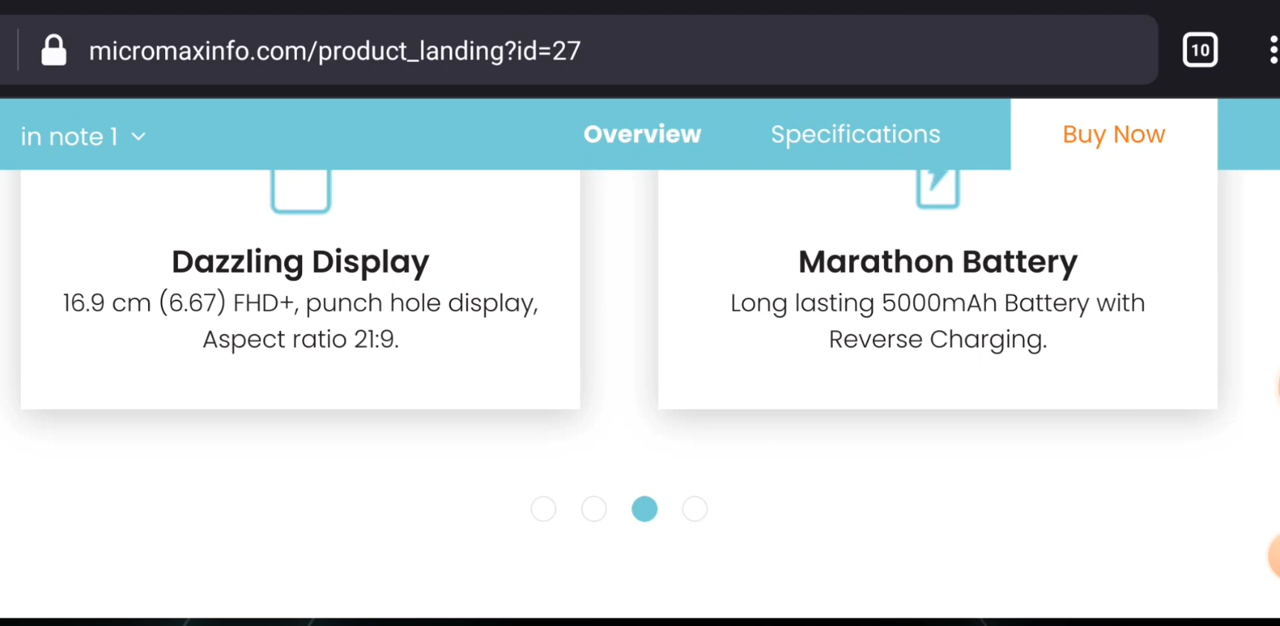 micromaxinfo.com/product_landing?id=27
10
in note 1
Overview
Specifications
Buy Now
Dazzling Display
16.9 cm (6.67) FHD+, punch hole display,
Aspect ratio 21:9.
Marathon Battery
Long lasting 5000mAh Battery with
Reverse Charging.